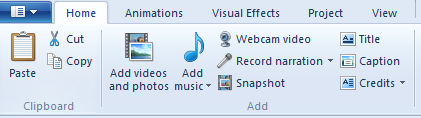 Home Animations Visual Effects Project View
Paste
Cut
Copy
Clipboard
Add videos
and photos
Add
music
Webcam video
Record narration
Snapshot
Title
Caption
Credits
Add